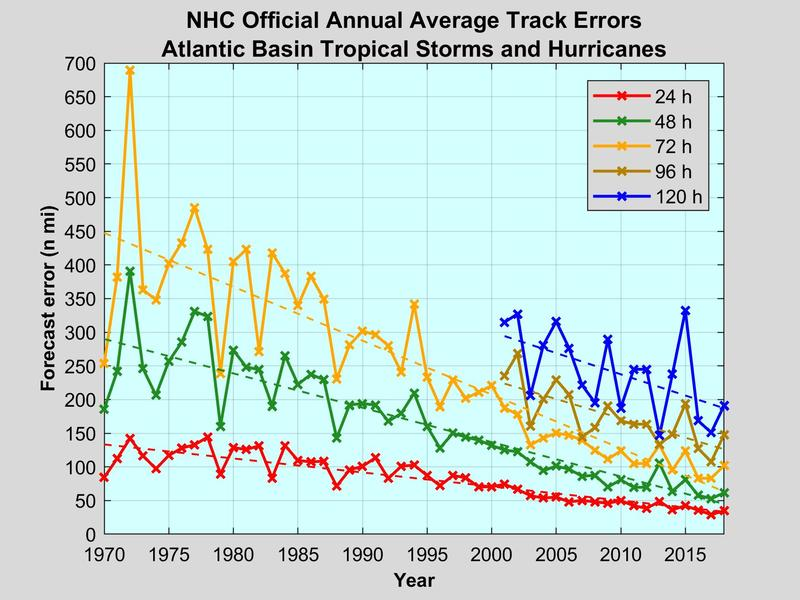 NHC Official Annual Average Track Errors
Atlantic Basin Tropical Storms and Hurricanes
700
650
600
550
500
450
400
350
300
250
200
150
100
50
0
Forecast error (n mi)
24 h
48 h
72 h
96 h
120 h
1970 1975 1980 1985 1990 1995 2000 2005 2010 2015
Year